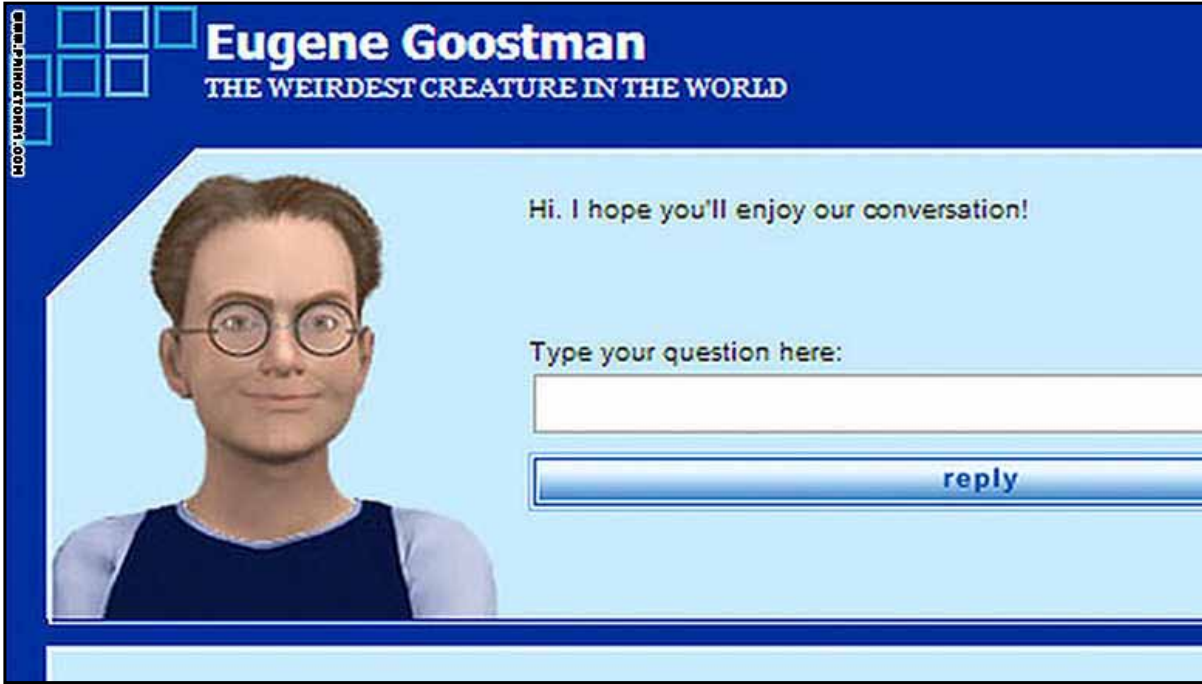 Eugene Goostman
THE WEIRDEST CREATURE IN THE WORLD
Hi. I hope you'll enjoy our conversation!
Type your question here:
reply